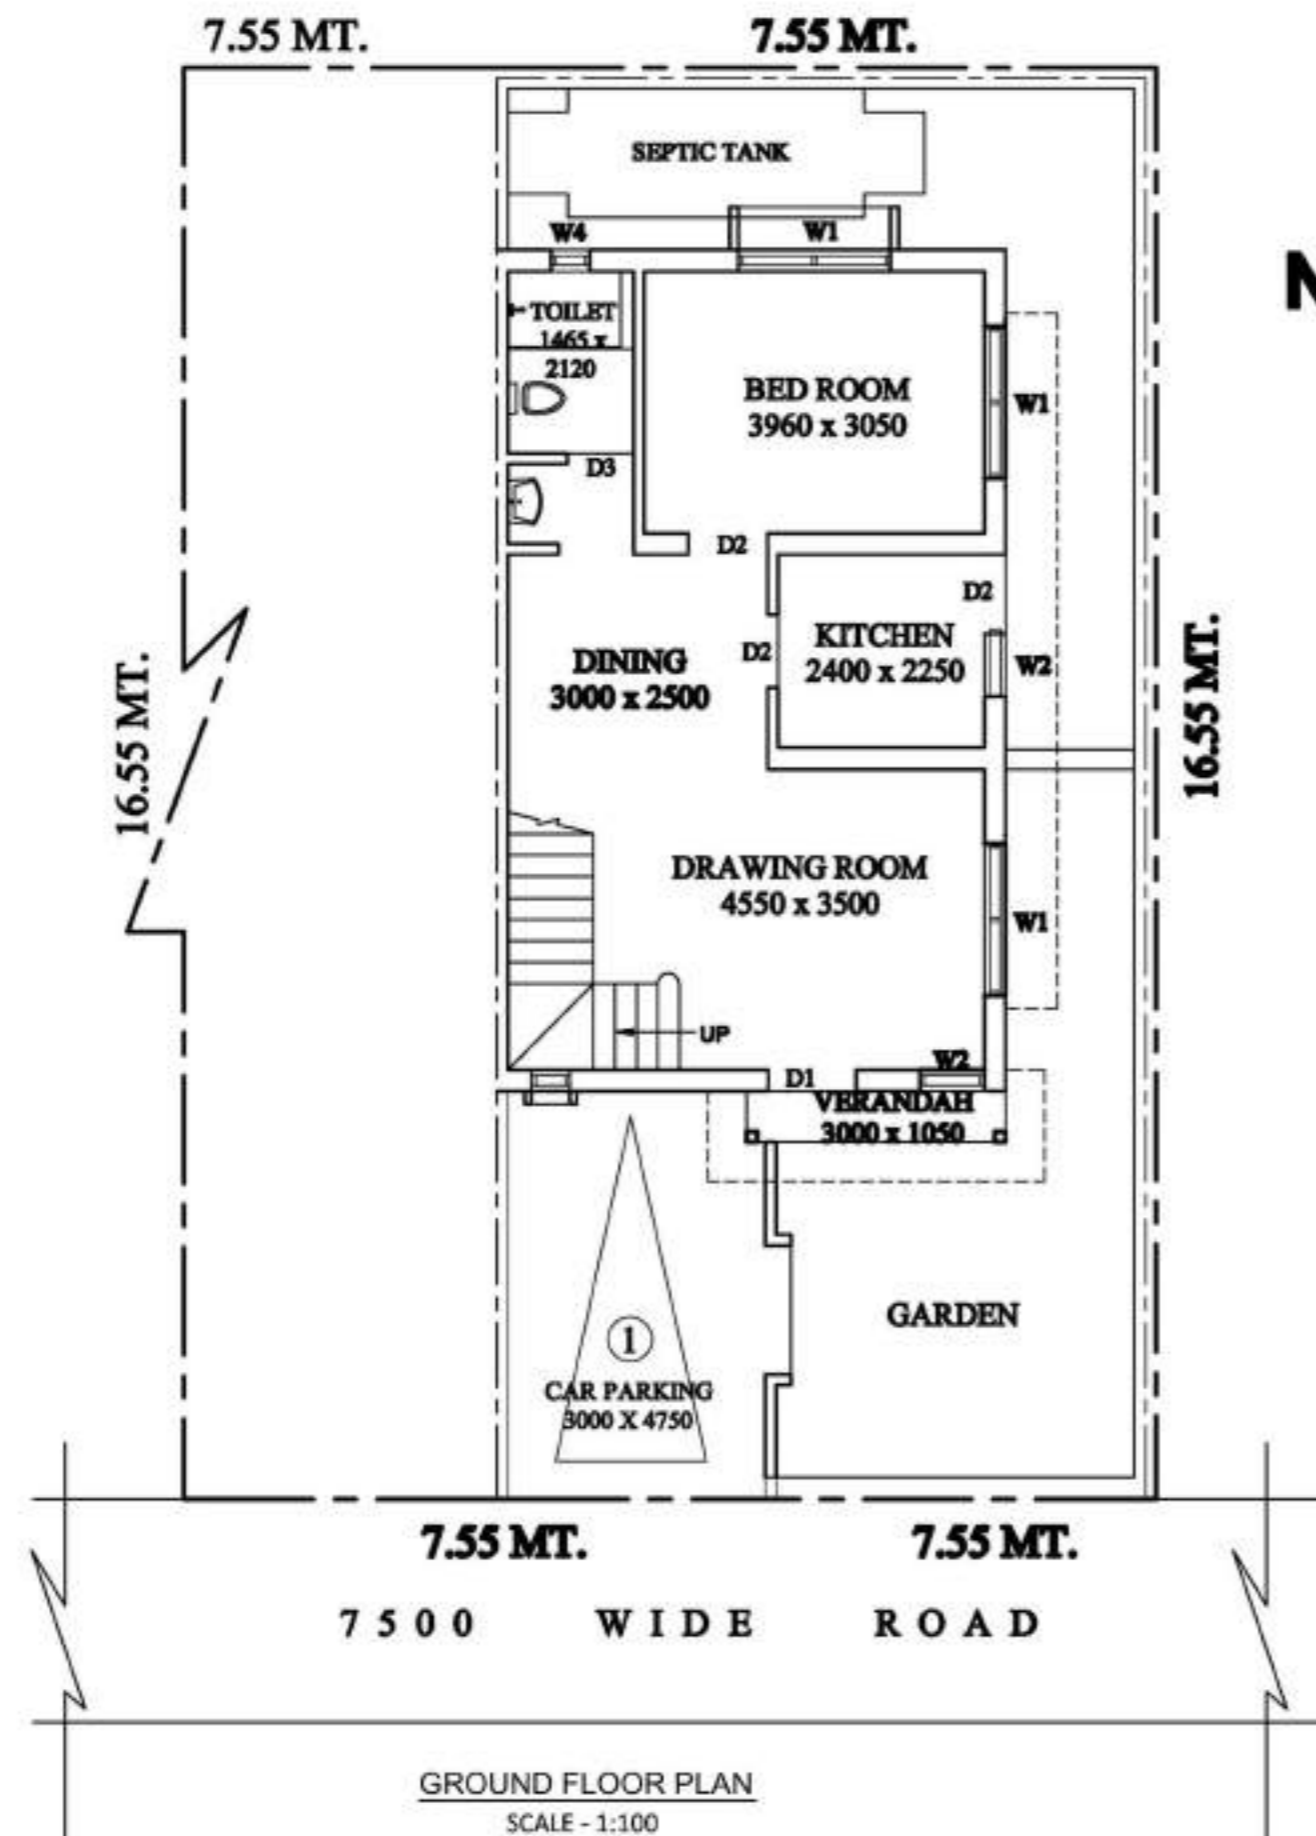 7.55 MT.
7.55 MT.
SEPTIC TANK
W4
W1
N
TOILET
1465 x
2120
BED ROOM
3960 x 3050
W1
D3
D2
D2
KITCHEN
2400 x 2250
D2
W2
DINING
3000 x 2500
16.55 MT.
16.55 MT.
DRAWING ROOM
4550 x 3500
W1
UP
W2
D1
VERANDAH
3000 x 1050
GARDEN
1
CAR PARKING
3000 X 4750
7.55 MT.
7.55 MT.
7500 WIDE ROAD
GROUND FLOOR PLAN
SCALE - 1:100